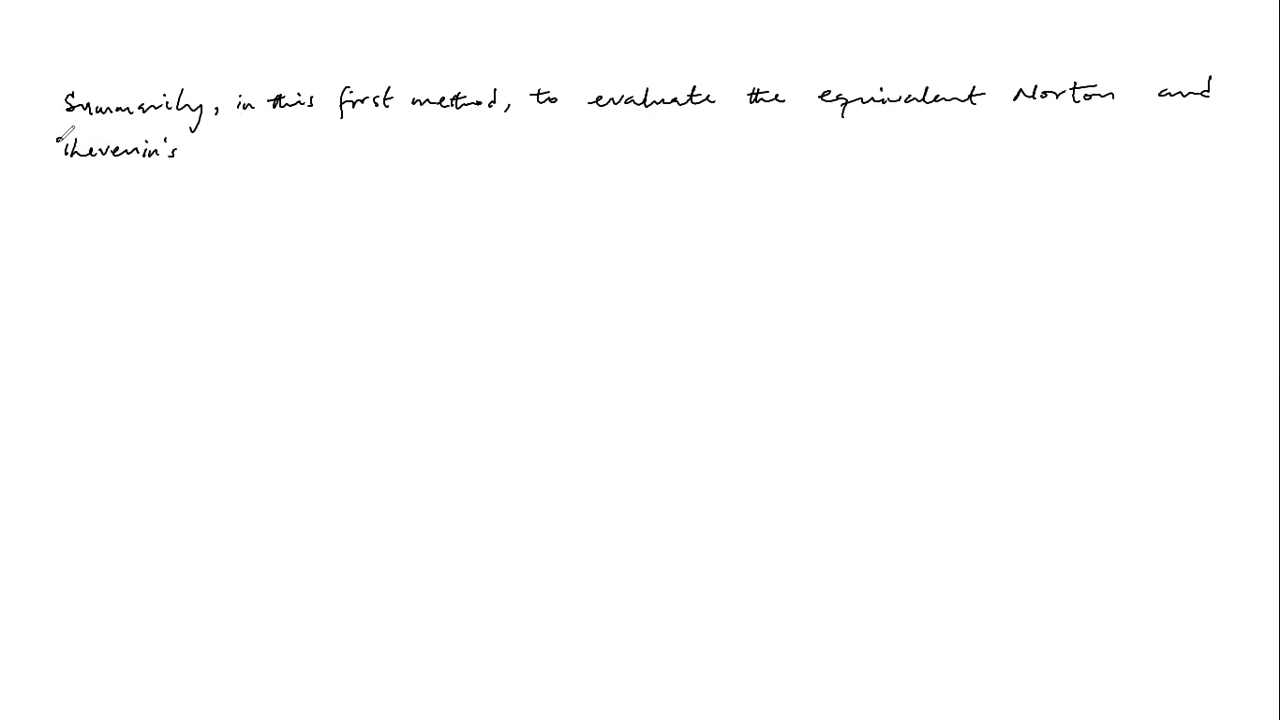 Summarily, in this first method, to evaluate the equivalent Norton and
Thevenin's